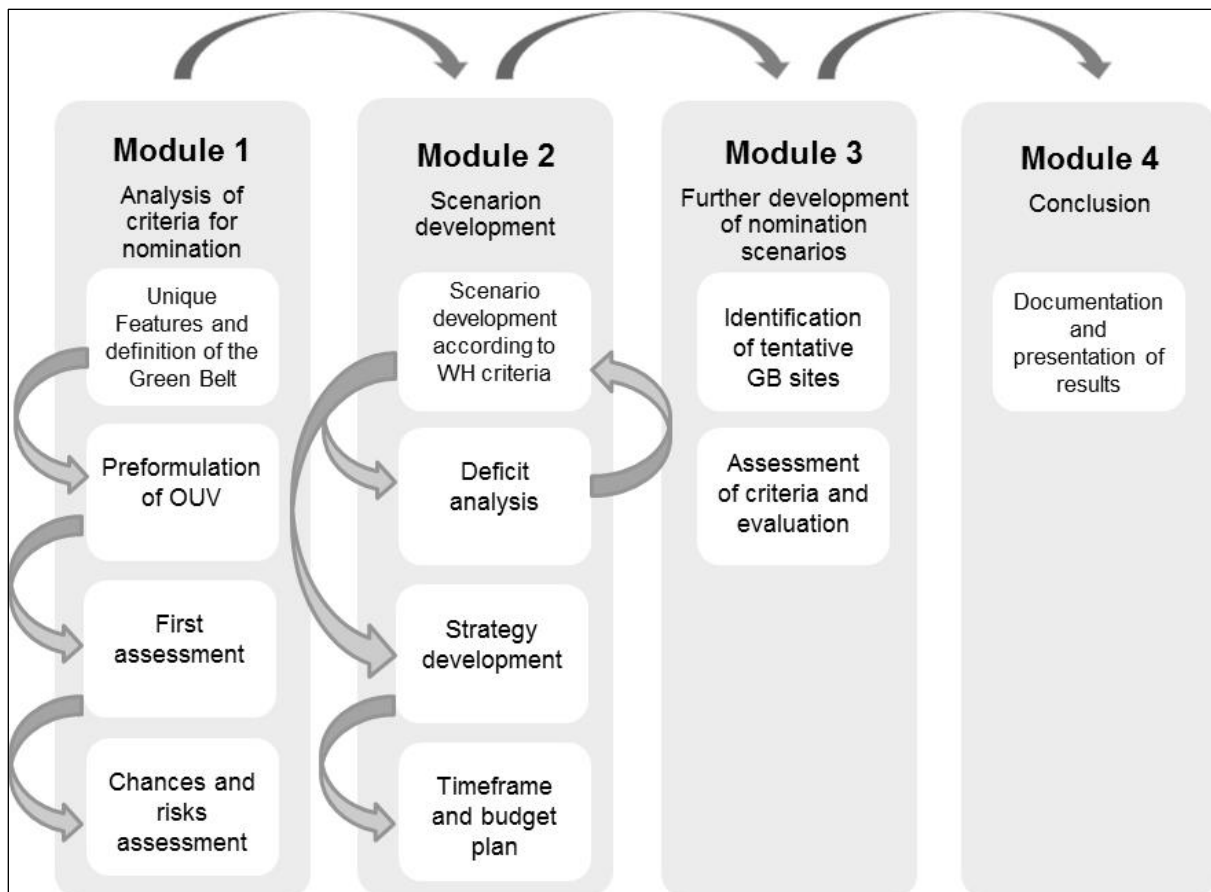 Module 1
Analysis of
criteria for
nomination
Unique
Features and
definition of the
Green Belt
Preformulation
of OUV
First
assessment
Chances and
risks
assessment
Module 2
Scenarion
development
Scenario
development
according to
WH criteria
Deficit
analysis
Strategy
development
Timeframe
and budget
plan
Module 3
Further development
of nomination
scenarios
Identification
of tentative
GB sites
Assessment
of criteria and
evaluation
Module 4
Conclusion
Documentation
and
presentation of
results